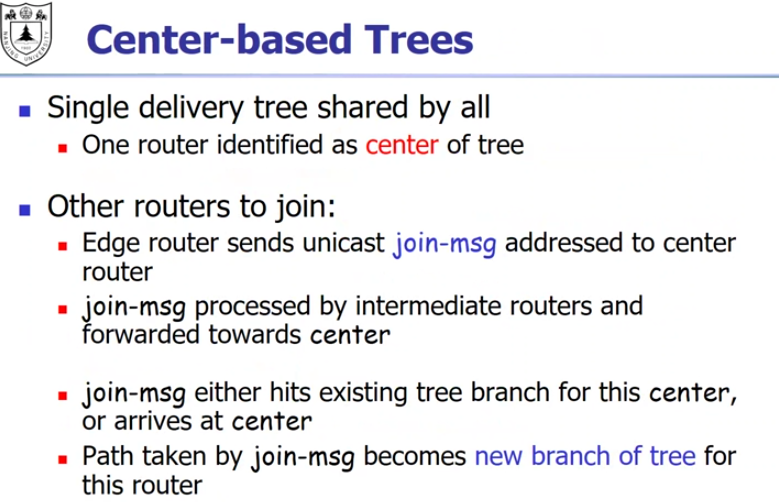 NANJING UNIVERSITY
Center-based Trees
Single delivery tree shared by all
One router identified as center of tree
Other routers to join:
Edge router sends unicast join-msg addressed to center
router
join-msg processed by intermediate routers and
forwarded towards center
join-msg either hits existing tree branch for this center,
or arrives at center
Path taken by join-msg becomes new branch of tree for
this router